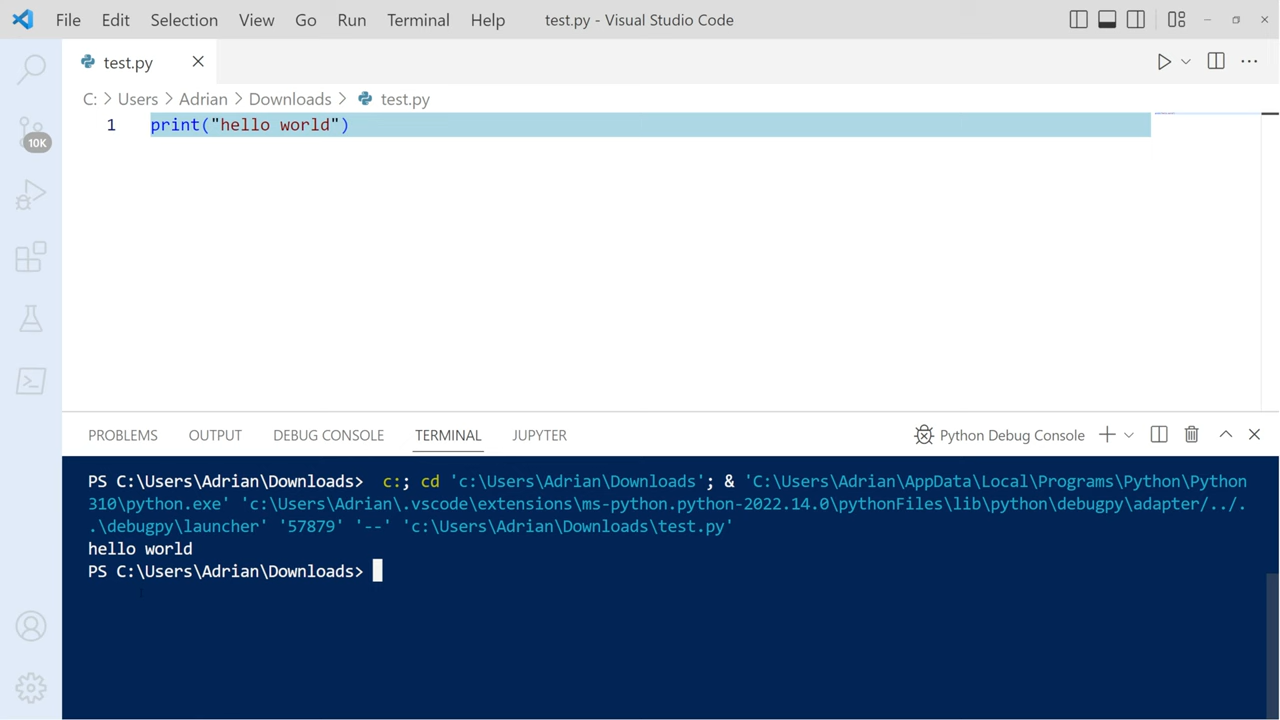 File Edit Selection View Go Run Terminal Help test.py - Visual Studio Code
test.py
C: > Users > Adrian > Downloads > test.py
1 print("hello world")
10K
PROBLEMS OUTPUT DEBUG CONSOLE TERMINAL JUPYTER Python Debug Console
PS C:\Users\Adrian\Downloads>  c:; cd 'c:\Users\Adrian\Downloads'; & 'C:\Users\Adrian\AppData\Local\Programs\Python\Python
310\python.exe' 'c:\Users\Adrian\.vscode\extensions\ms-python.python-2022.14.0\pythonFiles\lib\python\debugpy\adapter/../.
.\debugpy\launcher' '57879' '--' 'c:\Users\Adrian\Downloads\test.py'
hello world
PS C:\Users\Adrian\Downloads>